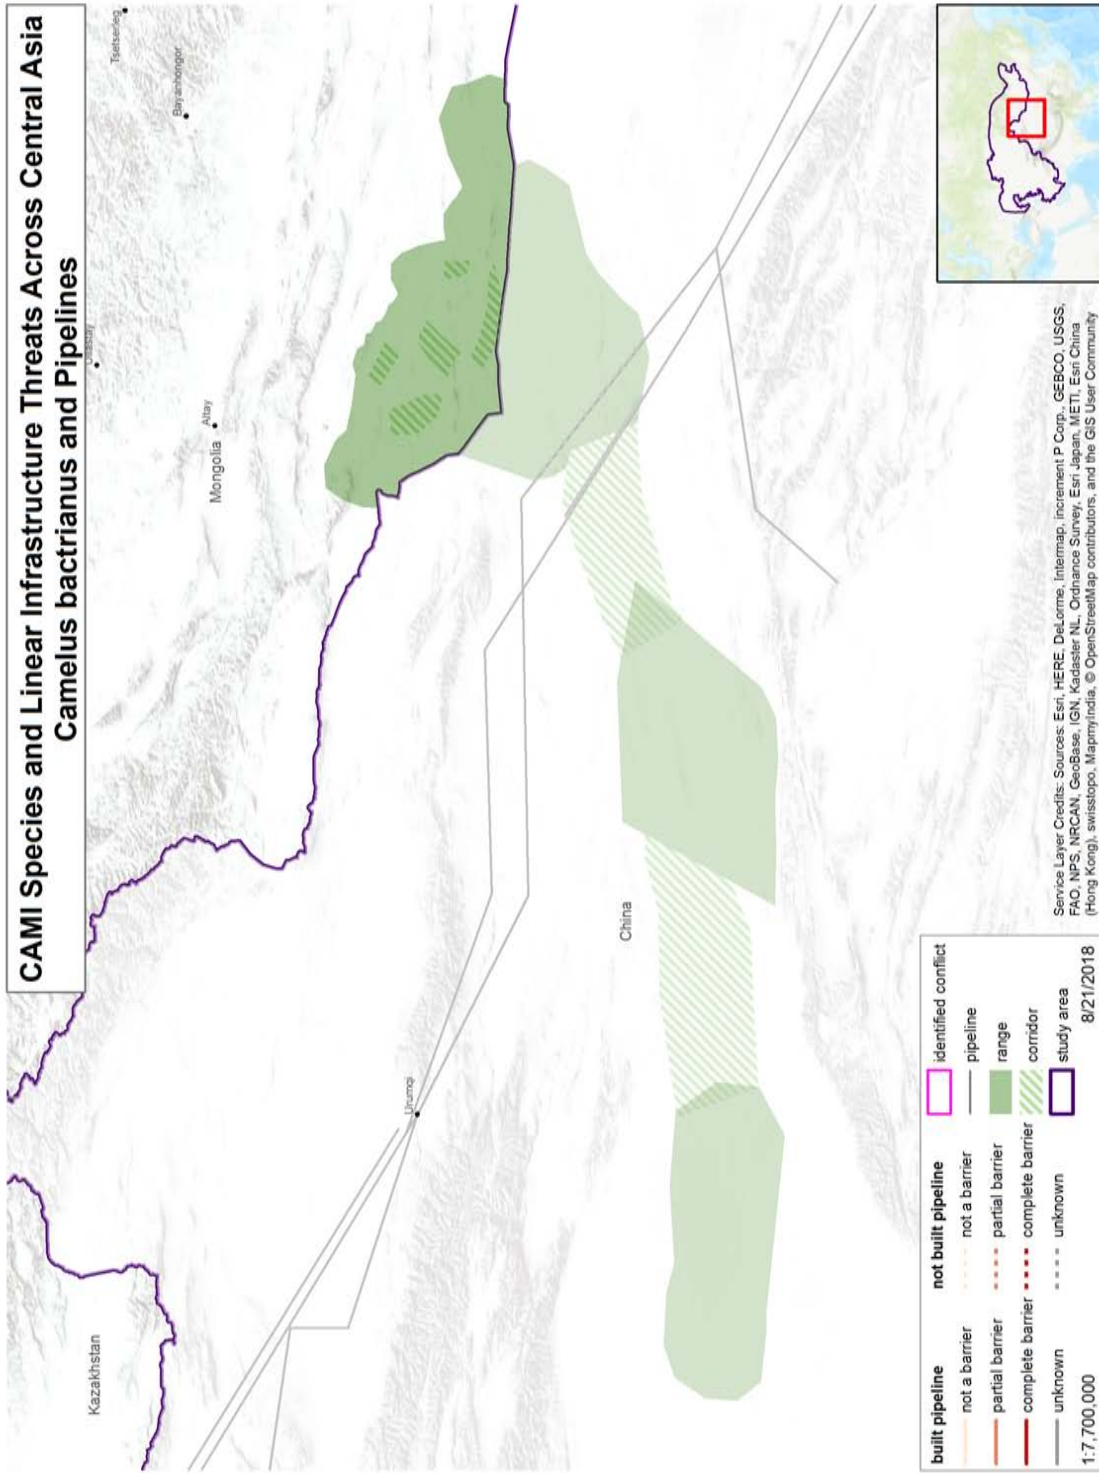 CAMI Species and Linear Infrastructure Threats Across Central Asia
Camelus bactrianus and Pipelines
Tsetserleg
Bayanhongor
Uliastay
Altay
Mongolia
Kazakhstan
Urumqi
China
built pipeline
not a barrier
partial barrier
complete barrier
unknown
not built pipeline
not a barrier
partial barrier
complete barrier
unknown
identified conflict
pipeline
range
corridor
study area
1:7,700,000
8/21/2018
Service Layer Credits: Sources: Esri, HERE, DeLorme, Intermap, increment P Corp., GEBCO, USGS,
FAO, NPS, NRCAN, GeoBase, IGN, Kadaster NL, Ordnance Survey, Esri Japan, METI, Esri China
(Hong Kong), swisstopo, MapmyIndia, © OpenStreetMap contributors, and the GIS User Community